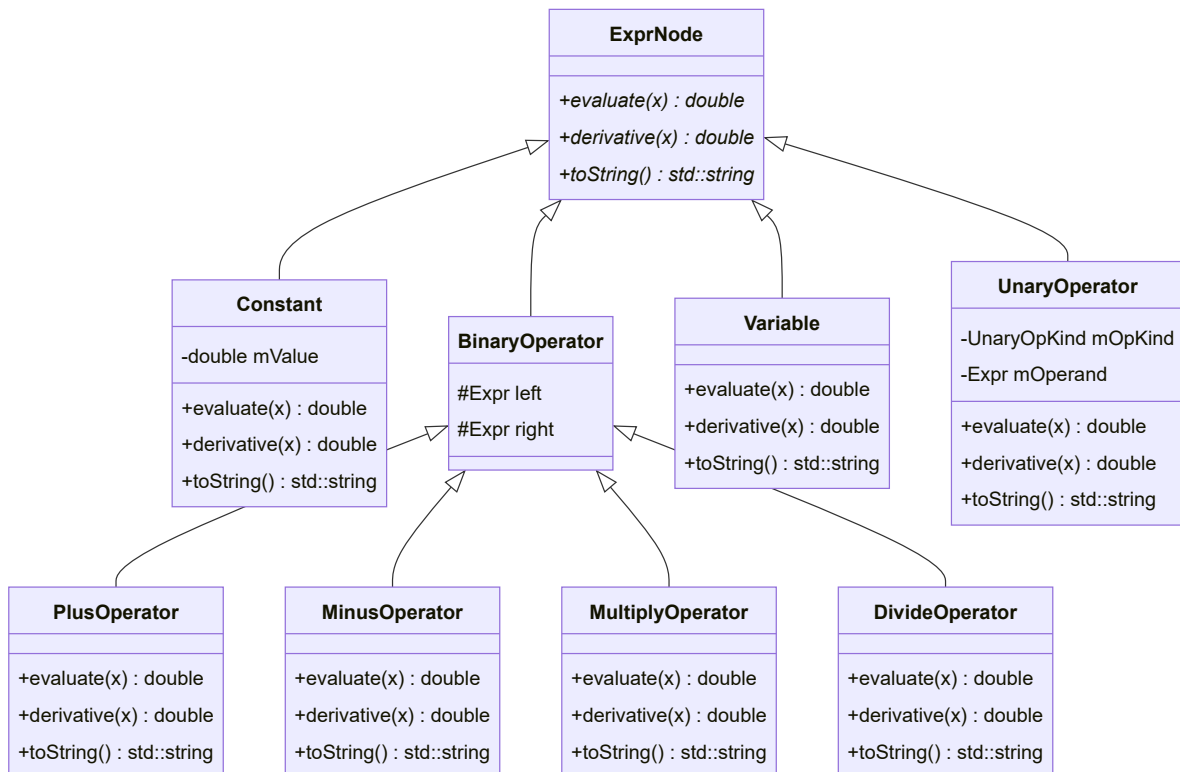 ExprNode
+evaluate(x) : double
+derivative(x) : double
+toString() : std::string
Constant
-double mValue
+evaluate(x) : double
+derivative(x) : double
+toString() : std::string
BinaryOperator
#Expr left
#Expr right
Variable
+evaluate(x) : double
+derivative(x) : double
+toString() : std::string
UnaryOperator
-UnaryOpKind mOpKind
-Expr mOperand
+evaluate(x) : double
+derivative(x) : double
+toString() : std::string
PlusOperator
+evaluate(x) : double
+derivative(x) : double
+toString() : std::string
MinusOperator
+evaluate(x) : double
+derivative(x) : double
+toString() : std::string
MultiplyOperator
+evaluate(x) : double
+derivative(x) : double
+toString() : std::string
DivideOperator
+evaluate(x) : double
+derivative(x) : double
+toString() : std::string